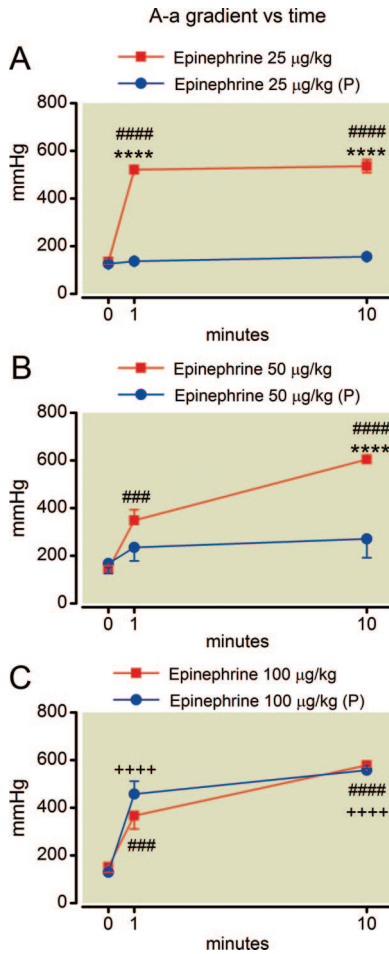 A-a gradient vs time
A
Epinephrine 25 µg/kg
Epinephrine 25 µg/kg (P)
800
600
400
200
0
mmHg
####
****
####
****
0 1 10
minutes
B
Epinephrine 50 µg/kg
Epinephrine 50 µg/kg (P)
800
600
400
200
0
mmHg
###
####
****
0 1 10
minutes
C
Epinephrine 100 µg/kg
Epinephrine 100 µg/kg (P)
800
600
400
200
0
mmHg
++++
###
####
++++
0 1 10
minutes